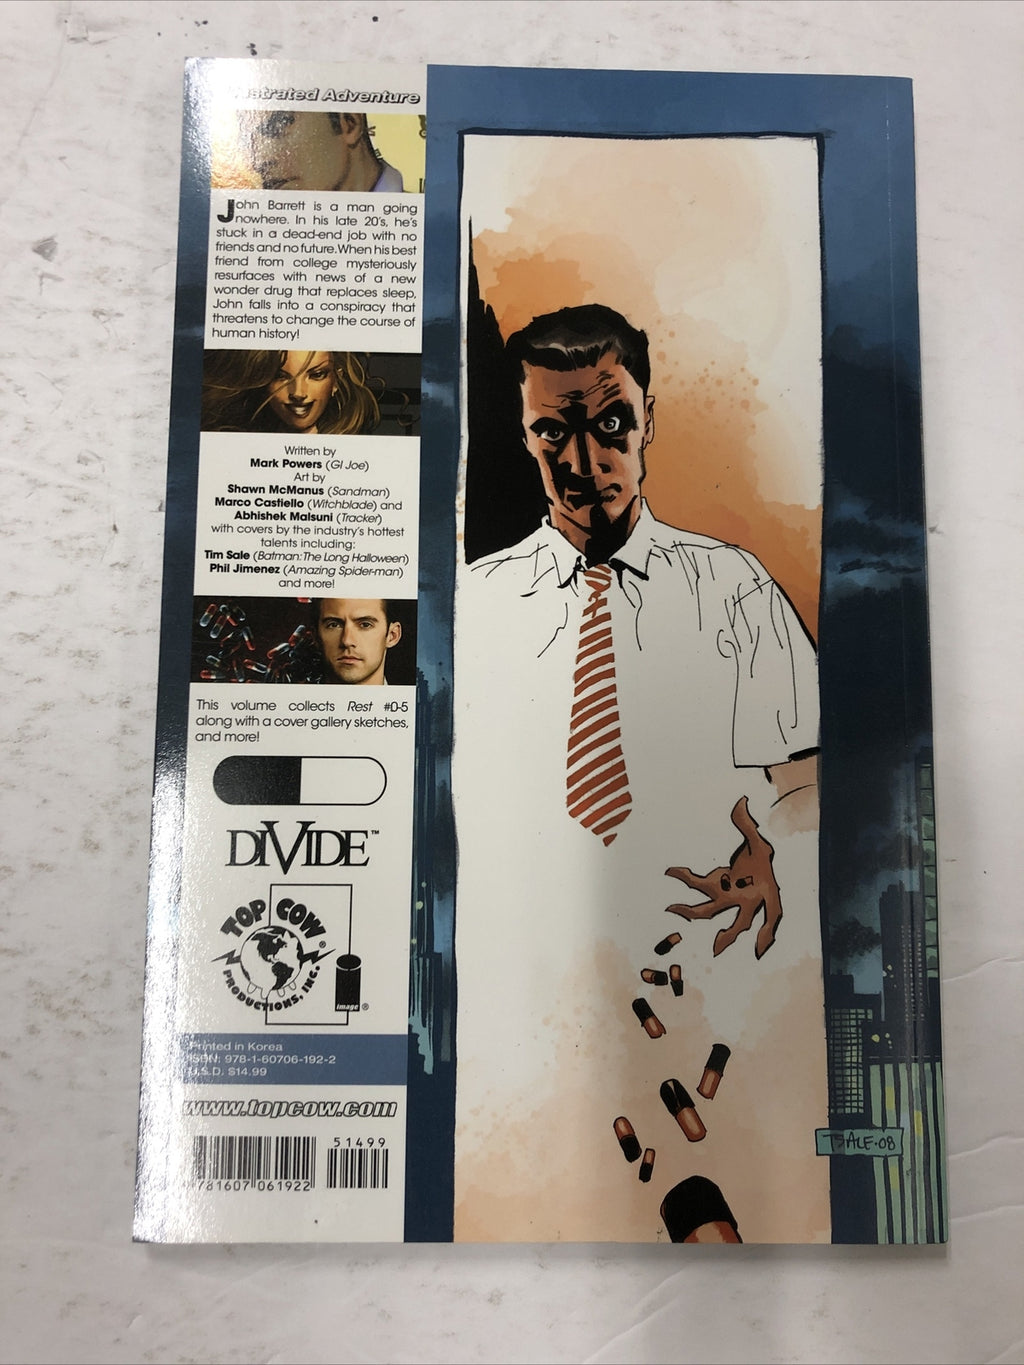 strated Adventure
John Barrett is a man going
nowhere. In his late 20's, he's
stuck in a dead-end job with no
friends and no future. When his best
friend from college mysteriously
resurfaces with news of a new
wonder drug that replaces sleep,
John falls into a conspiracy that
threatens to change the course of
human history!
Written by
Mark Powers (GI Joe)
Art by
Shawn McManus (Sandman)
Marco Castiello (Witchblade) and
Abhishek Malsuni (Tracker)
with covers by the industry's hottest
talents including:
Tim Sale (Batman: The Long Halloween)
Phil Jimenez (Amazing Spider-man)
and more!
This volume collects Rest #0-5
along with a cover gallery sketches,
and more!
DIVIDE™
TOP COW®
PRODUCTIONS, INC.
image®
Printed in Korea
ISBN: 978-1-60706-192-2
U.S.D. $14.99
www.topcow.com
51499
781607 061922
TSALE·08